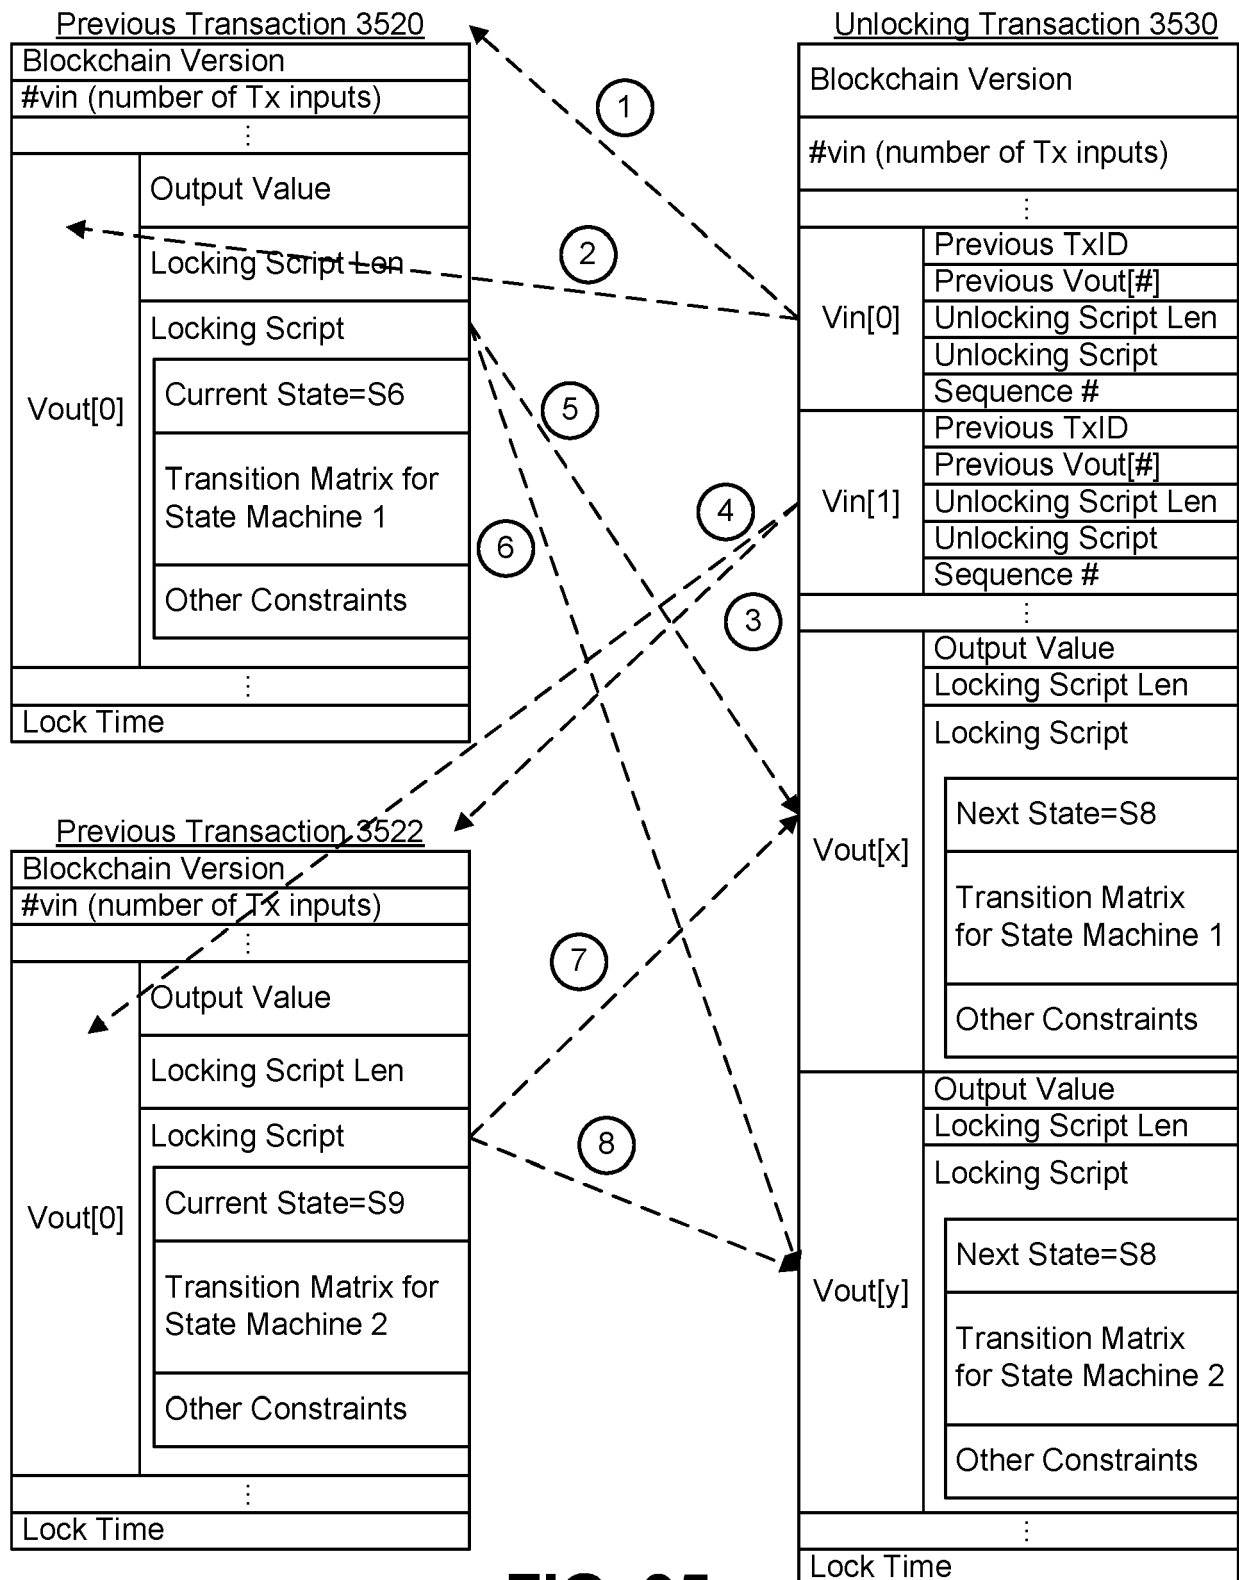 Previous Transaction 3520
Blockchain Version
#vin (number of Tx inputs)
⋮
Vout[0]
Output Value
Locking Script Len
Locking Script
Current State=S6
Transition Matrix for
State Machine 1
Other Constraints
⋮
Lock Time
Previous Transaction 3522
Blockchain Version
#vin (number of Tx inputs)
⋮
Vout[0]
Output Value
Locking Script Len
Locking Script
Current State=S9
Transition Matrix for
State Machine 2
Other Constraints
⋮
Lock Time
1
2
5
4
6
3
7
8
Unlocking Transaction 3530
Blockchain Version
#vin (number of Tx inputs)
⋮
Vin[0]
Previous TxID
Previous Vout[#]
Unlocking Script Len
Unlocking Script
Sequence #
Vin[1]
Previous TxID
Previous Vout[#]
Unlocking Script Len
Unlocking Script
Sequence #
⋮
Vout[x]
Output Value
Locking Script Len
Locking Script
Next State=S8
Transition Matrix
for State Machine 1
Other Constraints
Vout[y]
Output Value
Locking Script Len
Locking Script
Next State=S8
Transition Matrix
for State Machine 2
Other Constraints
⋮
Lock Time